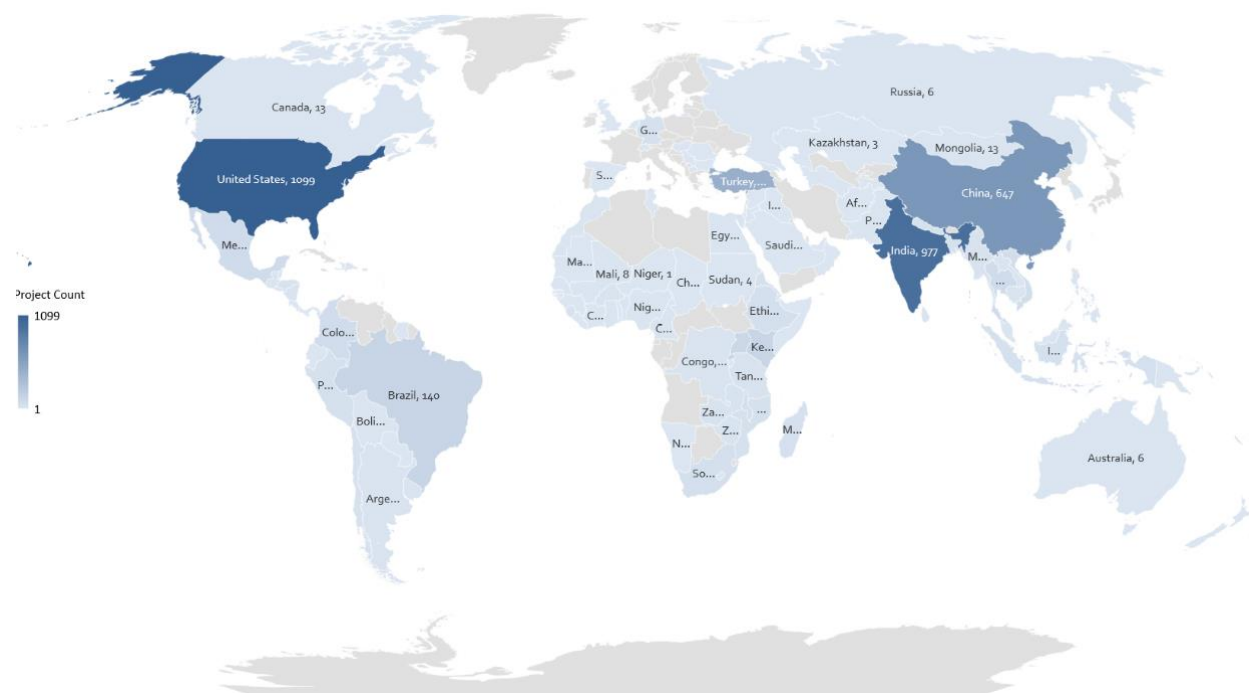 Canada, 13
Russia, 6
G...
Kazakhstan, 3
Mongolia, 13
United States, 1099
S...
Turkey,...
China, 647
I...
Af...
P...
Me...
Egy...
Saudi...
India, 977
M...
Ma...
Mali, 8
Niger, 1
Ch...
Sudan, 4
...
Project Count
1099
1
C...
Nig...
Ethi...
C...
Colo...
Congo,...
Ke...
I...
P...
Brazil, 140
Tan...
Boli...
Za...
...
Z...
M...
N...
So...
Australia, 6
Arge...